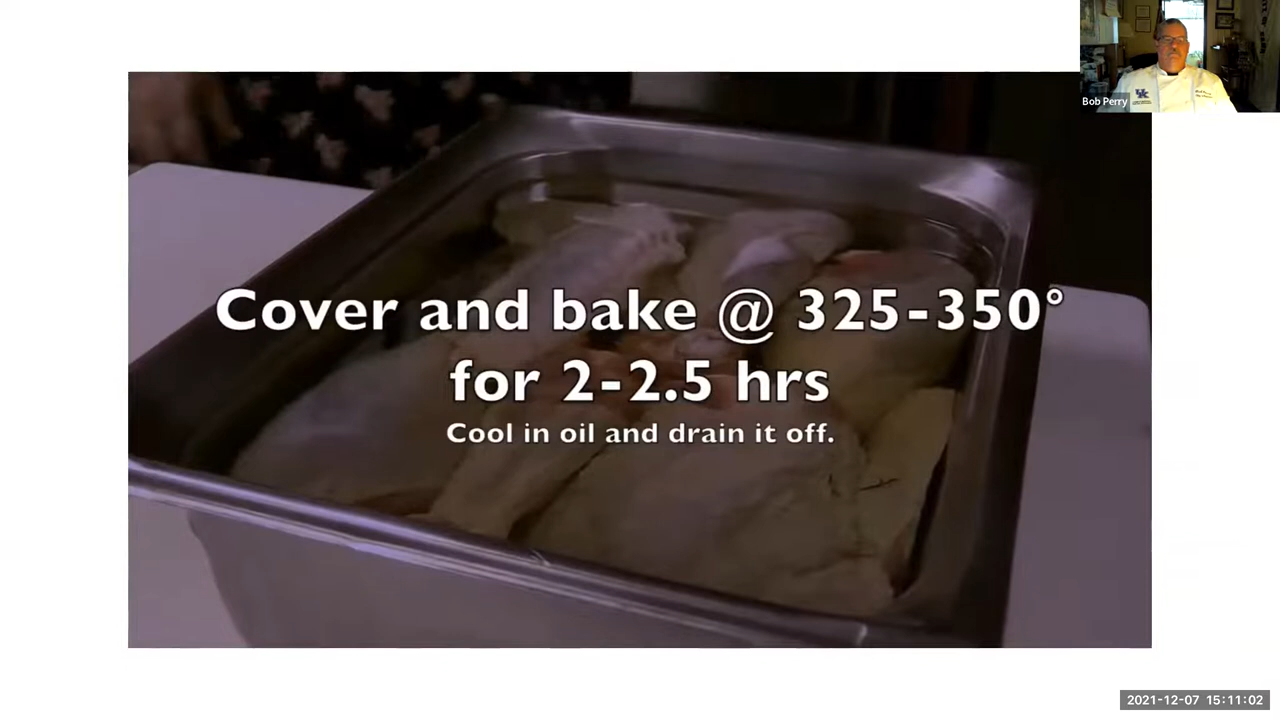 Bob Perry
UK
Cover and bake @ 325-350°
for 2-2.5 hrs
Cool in oil and drain it off.
2021-12-07 15:11:02